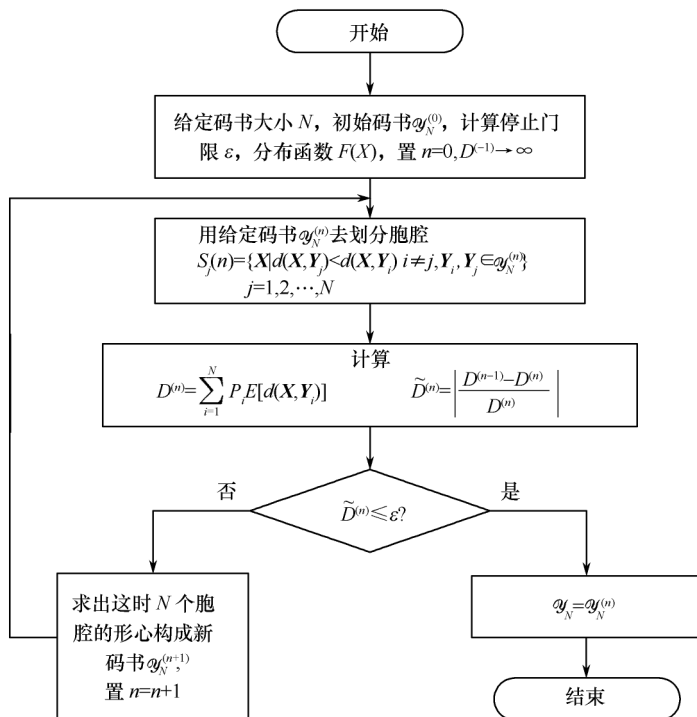 开始
给定码书大小 N，初始码书𝒴_N^(0)，计算停止门
限 ε，分布函数 F(X)，置 n=0,D^(−1)→∞
用给定码书𝒴_N^(n)去划分胞腔
S_j(n)={X|d(X,Y_j)<d(X,Y_i) i≠j,Y_i,Y_j∈𝒴_N^(n)}
j=1,2,⋯,N
计算
D^(n)=∑_{i=1}^{N} P_iE[d(X,Y_i)]
D̃^(n)=|(D^(n−1)−D^(n))/D^(n)|
否
D̃^(n)≤ε?
是
求出这时 N 个胞
腔的形心构成新
码书𝒴_N^(n+1),
置 n=n+1
𝒴_N=𝒴_N^(n)
结束